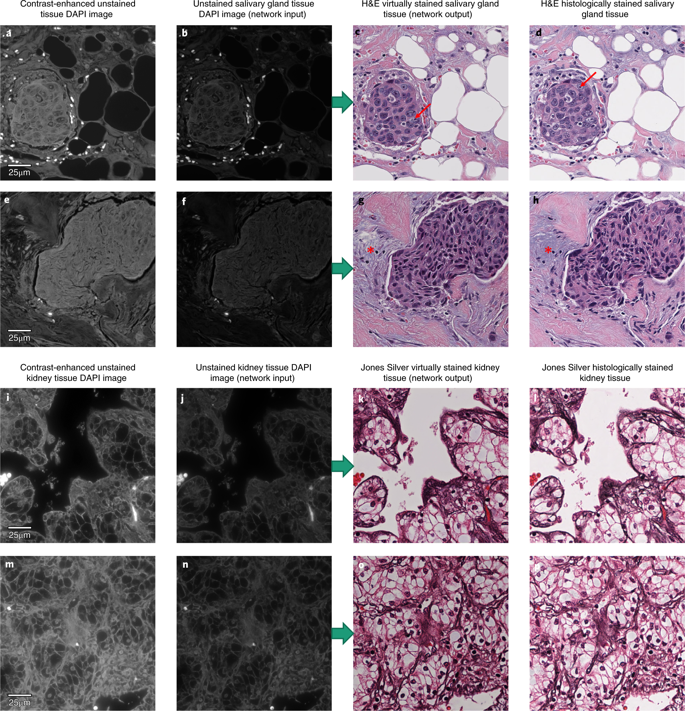 Contrast-enhanced unstained
tissue DAPI image
Unstained salivary gland tissue
DAPI image (network input)
H&E virtually stained salivary gland
tissue (network output)
H&E histologically stained salivary
gland tissue
a
b
c
d
25μm
e
f
g
h
*
*
25μm
Contrast-enhanced unstained
kidney tissue DAPI image
Unstained kidney tissue DAPI
image (network input)
Jones Silver virtually stained kidney
tissue (network output)
Jones Silver histologically stained
kidney tissue
i
j
k
l
25μm
m
n
o
25μm